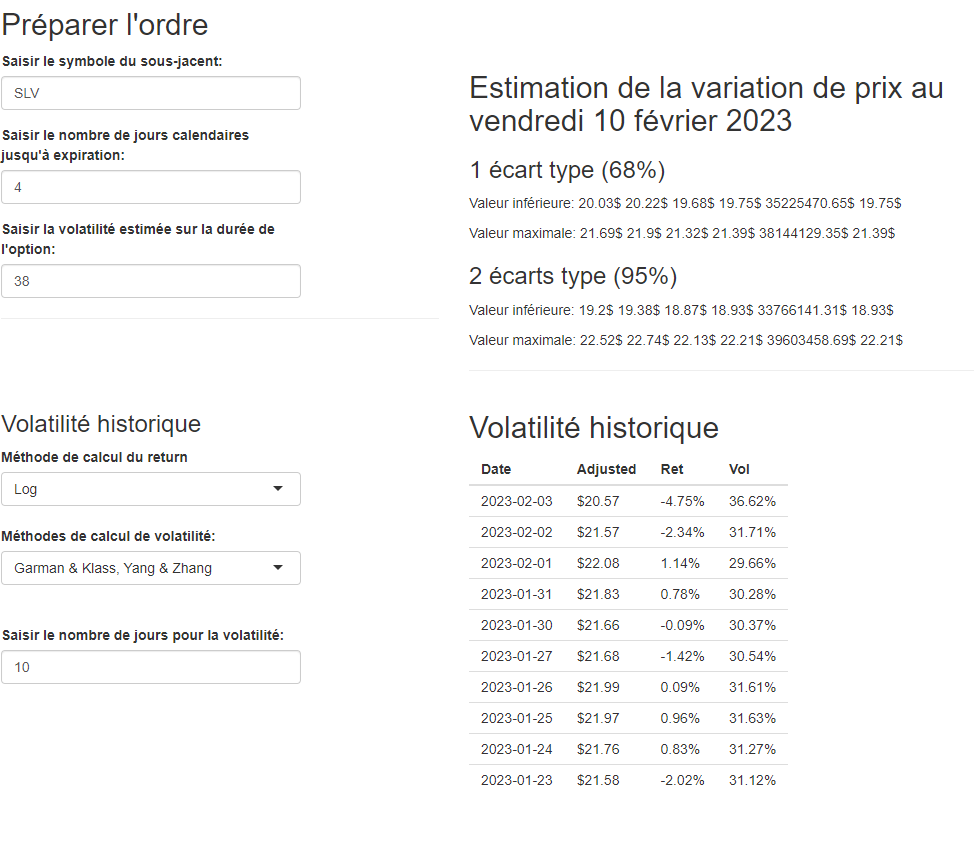 Préparer l'ordre
Saisir le symbole du sous-jacent:
SLV
Saisir le nombre de jours calendaires
jusqu'à expiration:
4
Saisir la volatilité estimée sur la durée de
l'option:
38
Estimation de la variation de prix au
vendredi 10 février 2023
1 écart type (68%)
Valeur inférieure: 20.03$ 20.22$ 19.68$ 19.75$ 35225470.65$ 19.75$
Valeur maximale: 21.69$ 21.9$ 21.32$ 21.39$ 38144129.35$ 21.39$
2 écarts type (95%)
Valeur inférieure: 19.2$ 19.38$ 18.87$ 18.93$ 33766141.31$ 18.93$
Valeur maximale: 22.52$ 22.74$ 22.13$ 22.21$ 39603458.69$ 22.21$
Volatilité historique
Méthode de calcul du return
Log
Méthodes de calcul de volatilité:
Garman & Klass, Yang & Zhang
Saisir le nombre de jours pour la volatilité:
10
Volatilité historique
Date Adjusted Ret Vol
2023-02-03 $20.57 -4.75% 36.62%
2023-02-02 $21.57 -2.34% 31.71%
2023-02-01 $22.08 1.14% 29.66%
2023-01-31 $21.83 0.78% 30.28%
2023-01-30 $21.66 -0.09% 30.37%
2023-01-27 $21.68 -1.42% 30.54%
2023-01-26 $21.99 0.09% 31.61%
2023-01-25 $21.97 0.96% 31.63%
2023-01-24 $21.76 0.83% 31.27%
2023-01-23 $21.58 -2.02% 31.12%